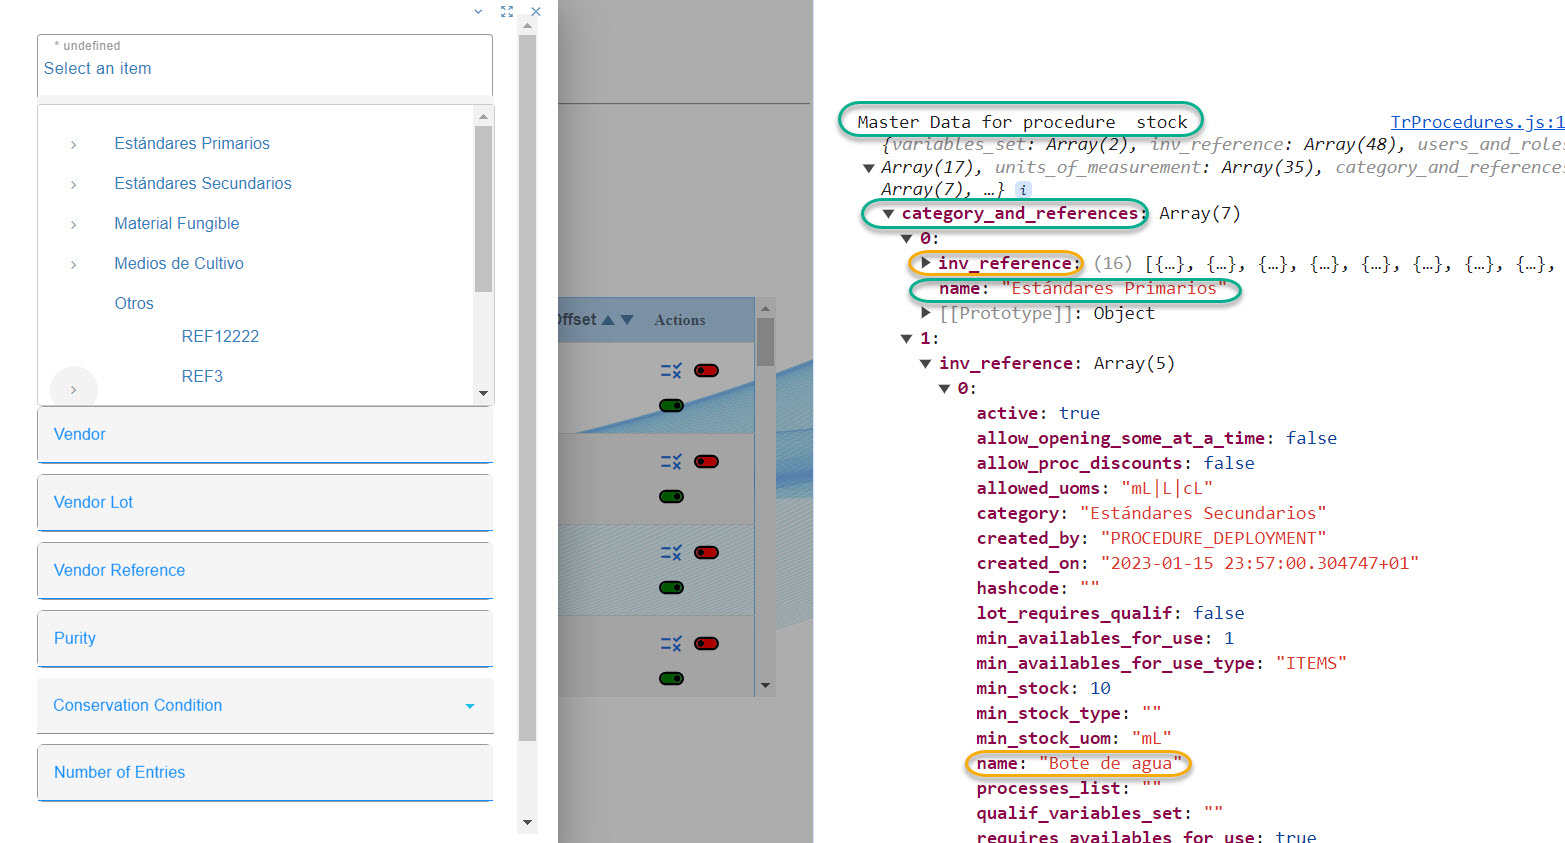 * undefined
Select an item
Estándares Primarios
Estándares Secundarios
Material Fungible
Medios de Cultivo
Otros
REF12222
REF3
Vendor
Vendor Lot
Vendor Reference
Purity
Conservation Condition
Number of Entries
Offset
Actions
Master Data for procedure  stock
TrProcedures.js:1
{variables_set: Array(2), inv_reference: Array(48), users_and_roles
Array(17), units_of_measurement: Array(35), category_and_references
Array(7), …} i
category_and_references: Array(7)
0:
inv_reference: (16) [{…}, {…}, {…}, {…}, {…}, {…}, {…}, {…},
name: "Estándares Primarios"
[[Prototype]]: Object
1:
inv_reference: Array(5)
0:
active: true
allow_opening_some_at_a_time: false
allow_proc_discounts: false
allowed_uoms: "mL|L|cL"
category: "Estándares Secundarios"
created_by: "PROCEDURE_DEPLOYMENT"
created_on: "2023-01-15 23:57:00.304747+01"
hashcode: ""
lot_requires_qualif: false
min_availables_for_use: 1
min_availables_for_use_type: "ITEMS"
min_stock: 10
min_stock_type: ""
min_stock_uom: "mL"
name: "Bote de agua"
processes_list: ""
qualif_variables_set: ""
requires_availables_for_use: true